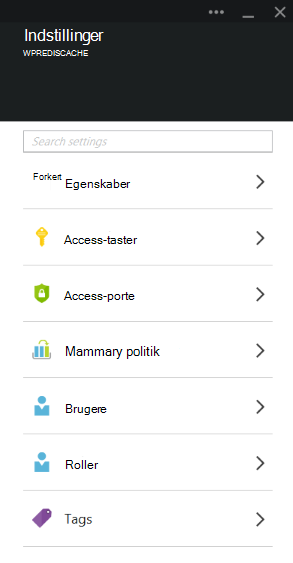 Indstillinger
WPREDISCACHE
Search settings
Forkert Egenskaber
Access-taster
Access-porte
Mammary politik
Brugere
Roller
Tags